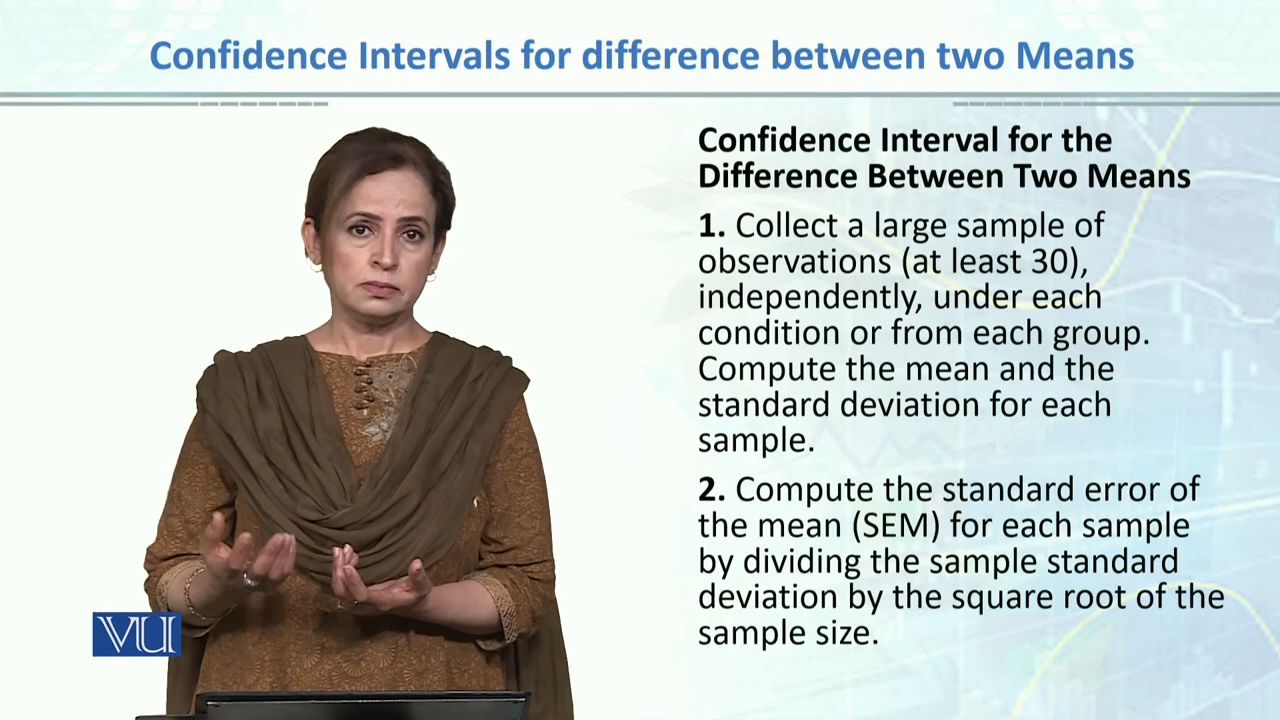 Confidence Intervals for difference between two Means
Confidence Interval for the
Difference Between Two Means
1. Collect a large sample of
observations (at least 30),
independently, under each
condition or from each group.
Compute the mean and the
standard deviation for each
sample.
2. Compute the standard error of
the mean (SEM) for each sample
by dividing the sample standard
deviation by the square root of the
sample size.
VU